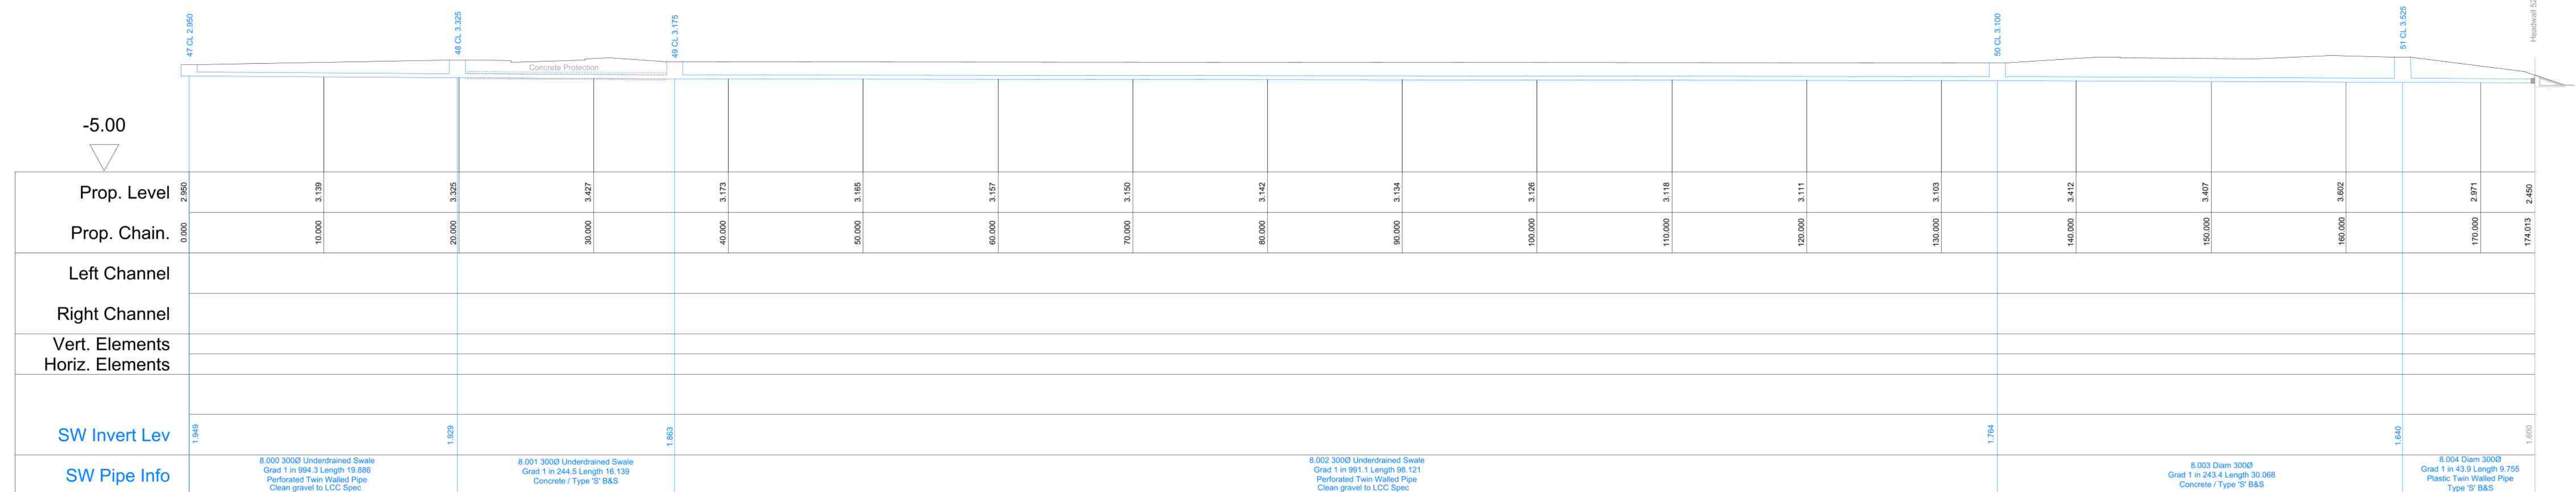 47 CL 2.950
48 CL 3.325
49 CL 3.175
50 CL 3.100
51 CL 3.525
Headwall 52
Concrete Protection
-5.00
Prop. Level 2.950 3.139 3.325 3.427 3.173 3.165 3.157 3.150 3.142 3.134 3.126 3.118 3.111 3.103 3.412 3.407 3.602 2.971 2.450
Prop. Chain. 0.000 10.000 20.000 30.000 40.000 50.000 60.000 70.000 80.000 90.000 100.000 110.000 120.000 130.000 140.000 150.000 160.000 170.000 174.013
Left Channel
Right Channel
Vert. Elements
Horiz. Elements
SW Invert Lev 1.949 1.929 1.863 1.764 1.640 1.600
SW Pipe Info
8.000 300Ø Underdrained Swale
Grad 1 in 994.3 Length 19.886
Perforated Twin Walled Pipe
Clean gravel to LCC Spec
8.001 300Ø Underdrained Swale
Grad 1 in 244.5 Length 16.139
Concrete / Type 'S' B&S
8.002 300Ø Underdrained Swale
Grad 1 in 991.1 Length 98.121
Perforated Twin Walled Pipe
Clean gravel to LCC Spec
8.003 Diam 300Ø
Grad 1 in 243.4 Length 30.068
Concrete / Type 'S' B&S
8.004 Diam 300Ø
Grad 1 in 43.9 Length 9.755
Plastic Twin Walled Pipe
Type 'S' B&S